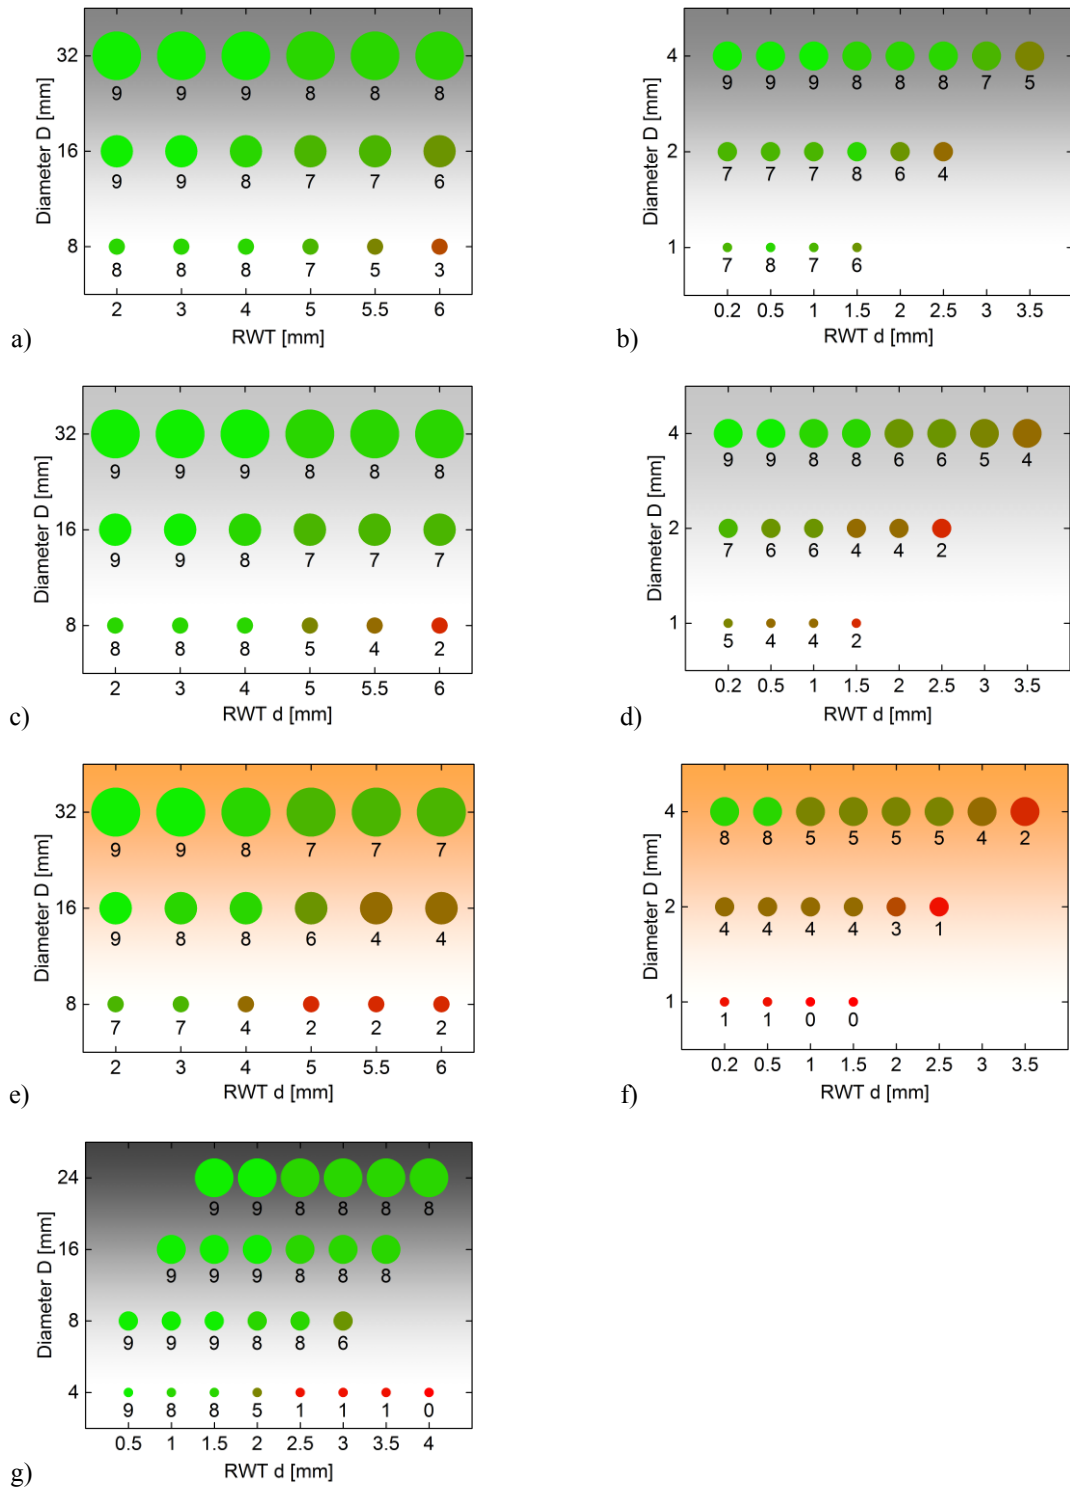 Diameter D [mm]
32
9 9 9 8 8 8
16
9 9 8 7 7 6
8
8 8 8 7 5 3
2 3 4 5 5.5 6
RWT [mm]
a)
Diameter D [mm]
4
9 9 9 8 8 8 7 5
2
7 7 7 8 6 4
1
7 8 7 6
0.2 0.5 1 1.5 2 2.5 3 3.5
RWT d [mm]
b)
Diameter D [mm]
32
9 9 9 8 8 8
16
9 9 8 7 7 7
8
8 8 8 5 4 2
2 3 4 5 5.5 6
RWT d [mm]
c)
Diameter D [mm]
4
9 9 8 8 6 6 5 4
2
7 6 6 4 4 2
1
5 4 4 2
0.2 0.5 1 1.5 2 2.5 3 3.5
RWT d [mm]
d)
Diameter D [mm]
32
9 9 8 7 7 7
16
9 8 8 6 4 4
8
7 7 4 2 2 2
2 3 4 5 5.5 6
RWT d [mm]
e)
Diameter D [mm]
4
8 8 5 5 5 5 4 2
2
4 4 4 4 3 1
1
1 1 0 0
0.2 0.5 1 1.5 2 2.5 3 3.5
RWT d [mm]
f)
Diameter D [mm]
24
9 9 8 8 8 8
16
9 9 9 8 8 8
8
9 9 9 8 8 6
4
9 8 8 5 1 1 1 0
0.5 1 1.5 2 2.5 3 3.5 4
RWT d [mm]
g)